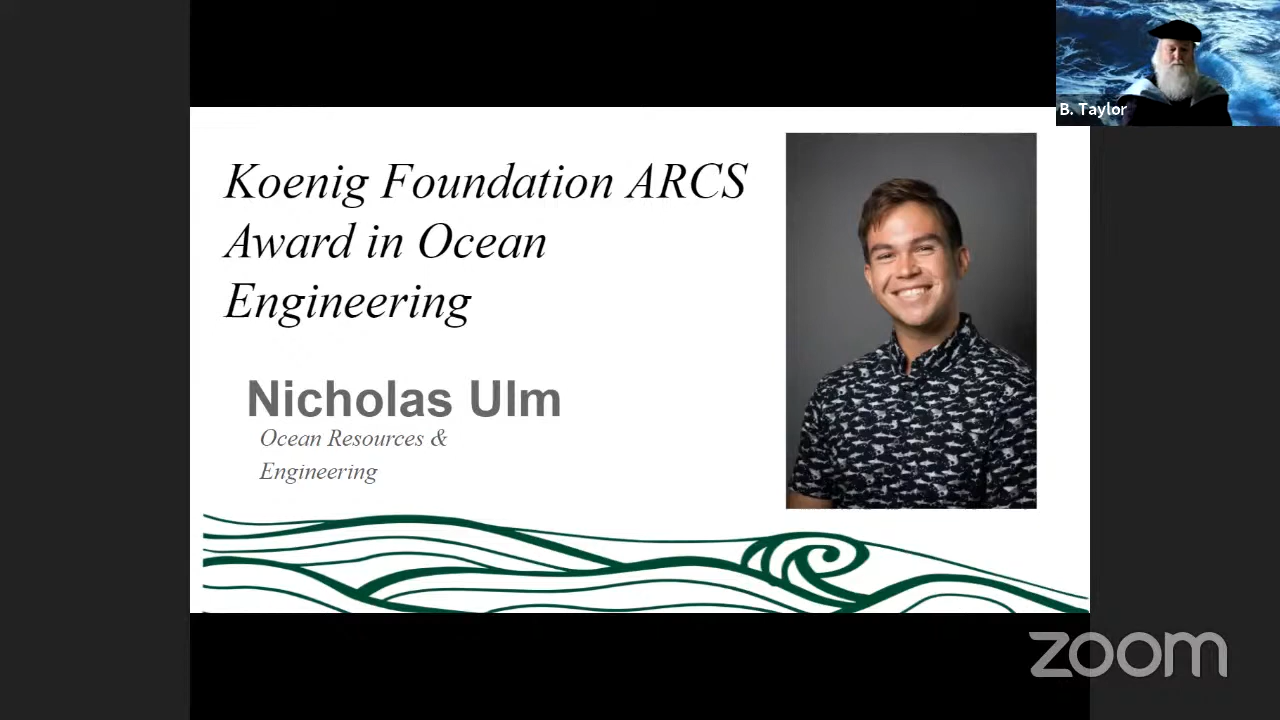 B. Taylor
Koenig Foundation ARCS
Award in Ocean
Engineering
Nicholas Ulm
Ocean Resources &
Engineering
zoom